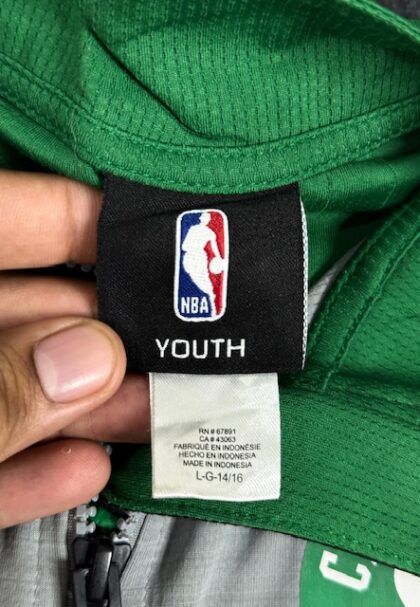 NBA
YOUTH
RN # 67891
CA # 43063
FABRIQUÉ EN INDONÉSIE
HECHO EN INDONESIA
MADE IN INDONESIA
L-G-14/16
C